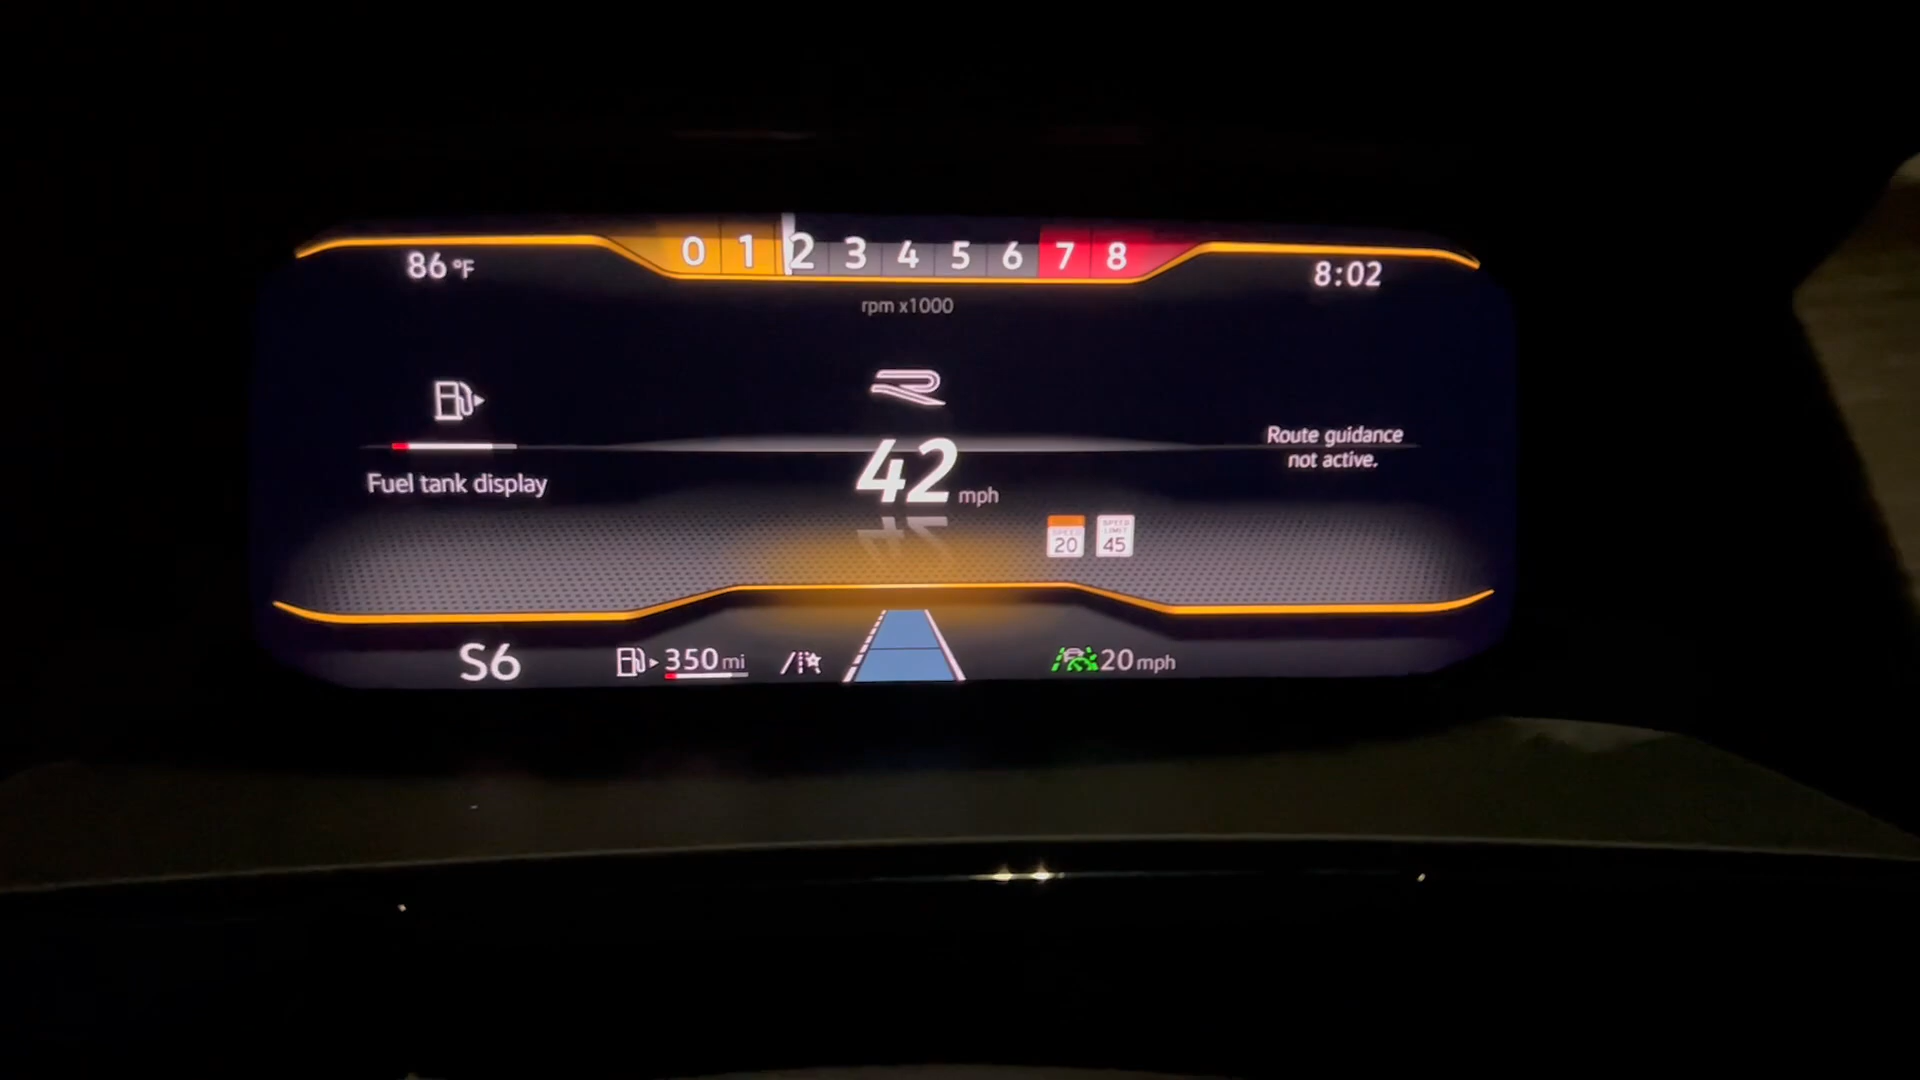 0 1 2 3 4 5 6 7 8
86 °F
8:02
rpm x1000
R
Route guidance
not active.
42 mph
Fuel tank display
SPEED
20
SPEED
LIMIT
45
S6
350 mi
20 mph